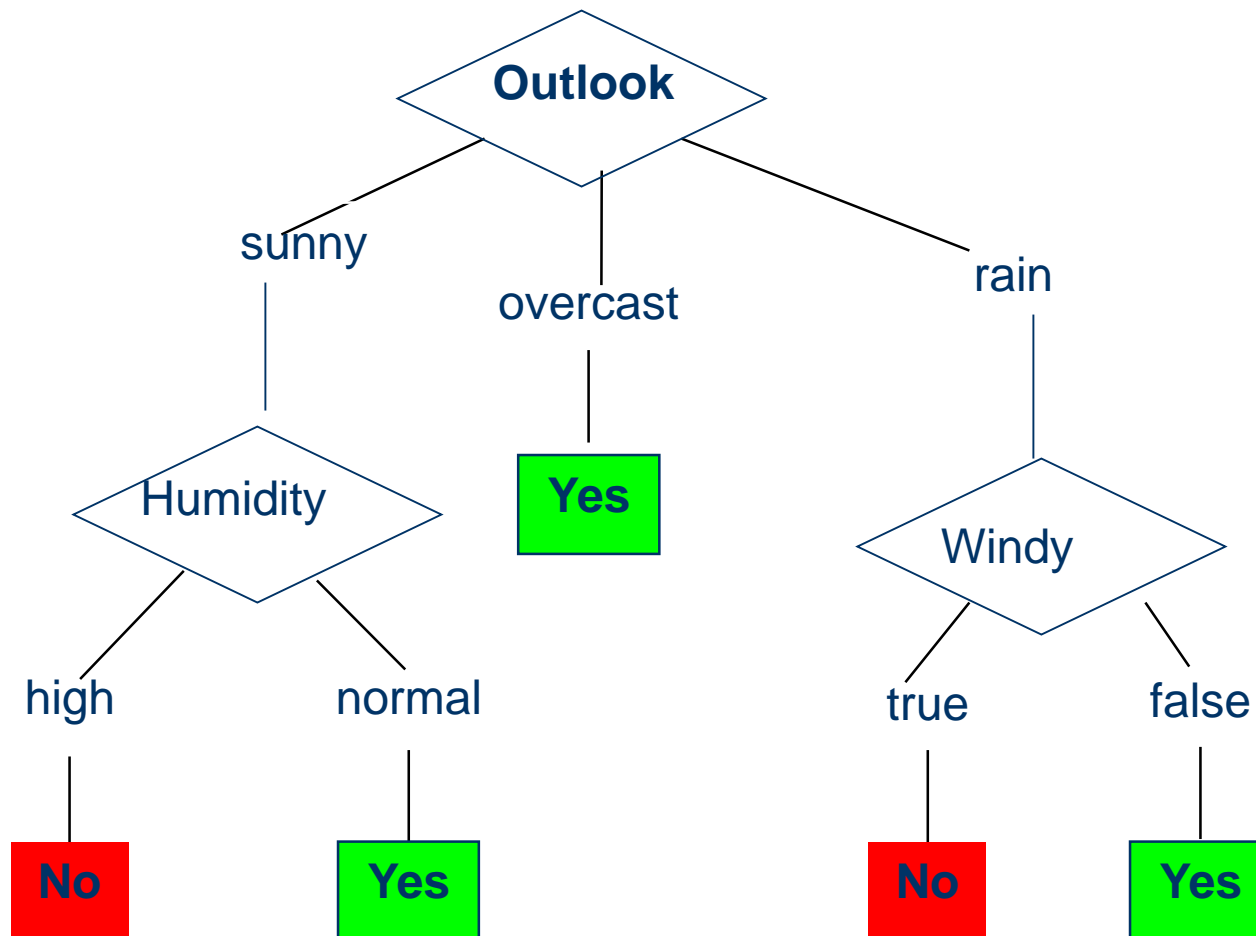 Outlook
sunny
overcast
rain
Humidity
Yes
Windy
high
normal
true
false
No
Yes
No
Yes